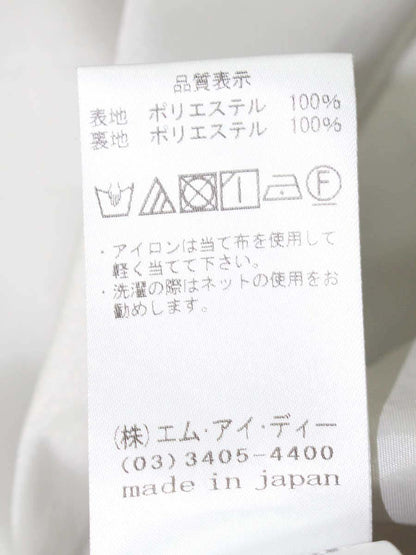 品質表示
表地 ポリエステル 100%
裏地 ポリエステル 100%
F
・アイロンは当て布を使用して
軽く当てて下さい。
・洗濯の際はネットの使用をお
勧めします。
(株)エム・アイ・ディー
(03)3405-4400
made in japan